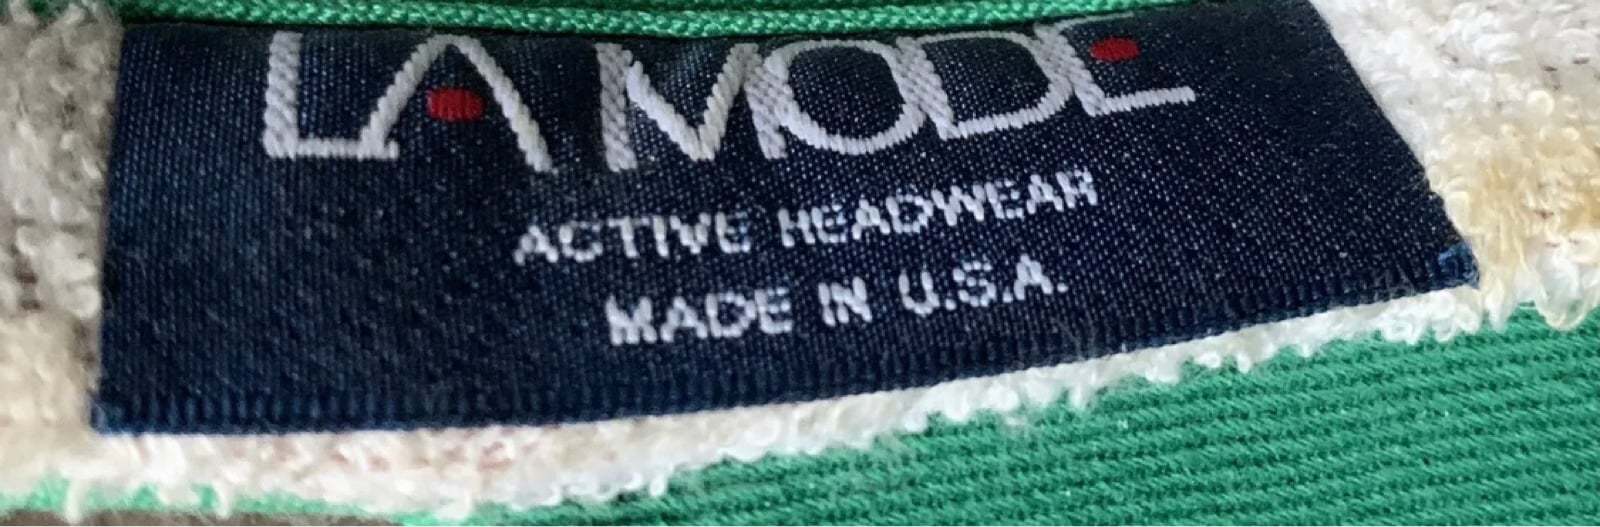 LA MODE
ACTIVE HEADWEAR
MADE IN U.S.A.